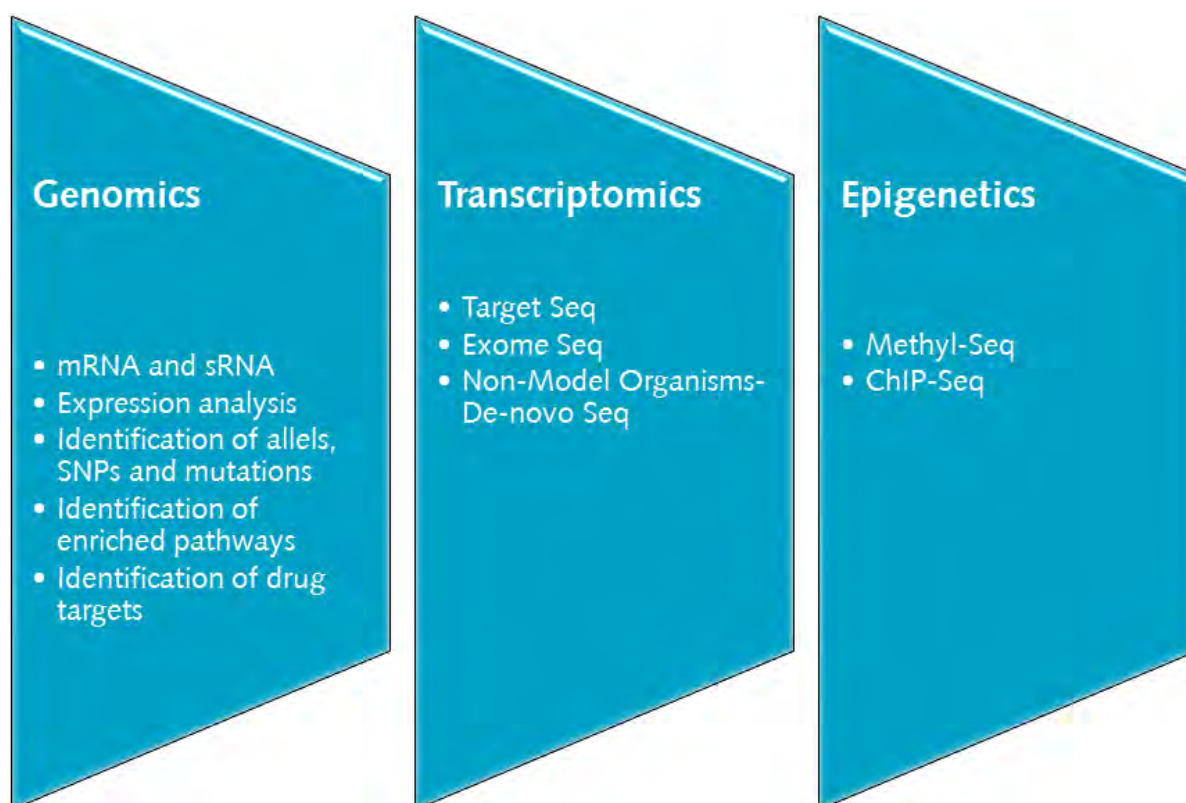 Genomics
• mRNA and sRNA
• Expression analysis
• Identification of allels,
SNPs and mutations
• Identification of
enriched pathways
• Identification of drug
targets
Transcriptomics
• Target Seq
• Exome Seq
• Non-Model Organisms-
De-novo Seq
Epigenetics
• Methyl-Seq
• ChIP-Seq